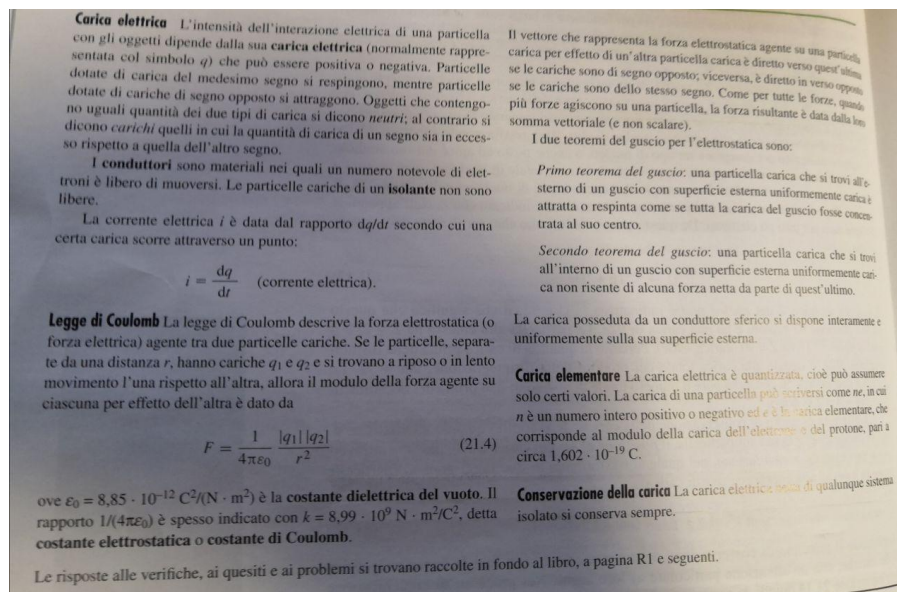 Carica elettrica L'intensità dell'interazione elettrica di una particella
con gli oggetti dipende dalla sua carica elettrica (normalmente rappre-
sentata col simbolo q) che può essere positiva o negativa. Particelle
dotate di carica del medesimo segno si respingono, mentre particelle
dotate di cariche di segno opposto si attraggono. Oggetti che contengo-
no uguali quantità dei due tipi di carica si dicono neutri; al contrario si
dicono carichi quelli in cui la quantità di carica di un segno sia in ecces-
so rispetto a quella dell'altro segno.
I conduttori sono materiali nei quali un numero notevole di elet-
troni è libero di muoversi. Le particelle cariche di un isolante non sono
libere.
La corrente elettrica i è data dal rapporto dq/dt secondo cui una
certa carica scorre attraverso un punto:
i = dq/dt (corrente elettrica).
Legge di Coulomb La legge di Coulomb descrive la forza elettrostatica (o
forza elettrica) agente tra due particelle cariche. Se le particelle, separa-
te da una distanza r, hanno cariche q1 e q2 e si trovano a riposo o in lento
movimento l'una rispetto all'altra, allora il modulo della forza agente su
ciascuna per effetto dell'altra è dato da
F = 1/4πε0 |q1| |q2|/r² (21.4)
ove ε0 = 8,85 · 10⁻¹² C²/(N · m²) è la costante dielettrica del vuoto. Il
rapporto 1/(4πε0) è spesso indicato con k = 8,99 · 10⁹ N · m²/C², detta
costante elettrostatica o costante di Coulomb.
Il vettore che rappresenta la forza elettrostatica agente su una particella
carica per effetto di un'altra particella carica è diretto verso quest'ultima
se le cariche sono di segno opposto; viceversa, è diretto in verso opposto
se le cariche sono dello stesso segno. Come per tutte le forze, quando
più forze agiscono su una particella, la forza risultante è data dalla loro
somma vettoriale (e non scalare).
I due teoremi del guscio per l'elettrostatica sono:
Primo teorema del guscio: una particella carica che si trovi all'e-
sterno di un guscio con superficie esterna uniformemente carica è
attratta o respinta come se tutta la carica del guscio fosse concen-
trata al suo centro.
Secondo teorema del guscio: una particella carica che si trovi
all'interno di un guscio con superficie esterna uniformemente cari-
ca non risente di alcuna forza netta da parte di quest'ultimo.
La carica posseduta da un conduttore sferico si dispone interamente e
uniformemente sulla sua superficie esterna.
Carica elementare La carica elettrica è quantizzata, cioè può assumere
solo certi valori. La carica di una particella può scriversi come ne, in cui
n è un numero intero positivo o negativo ed e è la carica elementare, che
corrisponde al modulo della carica dell'elettrone e del protone, pari a
circa 1,602 · 10⁻¹⁹ C.
Conservazione della carica La carica elettrica netta di qualunque sistema
isolato si conserva sempre.
Le risposte alle verifiche, ai quesiti e ai problemi si trovano raccolte in fondo al libro, a pagina R1 e seguenti.